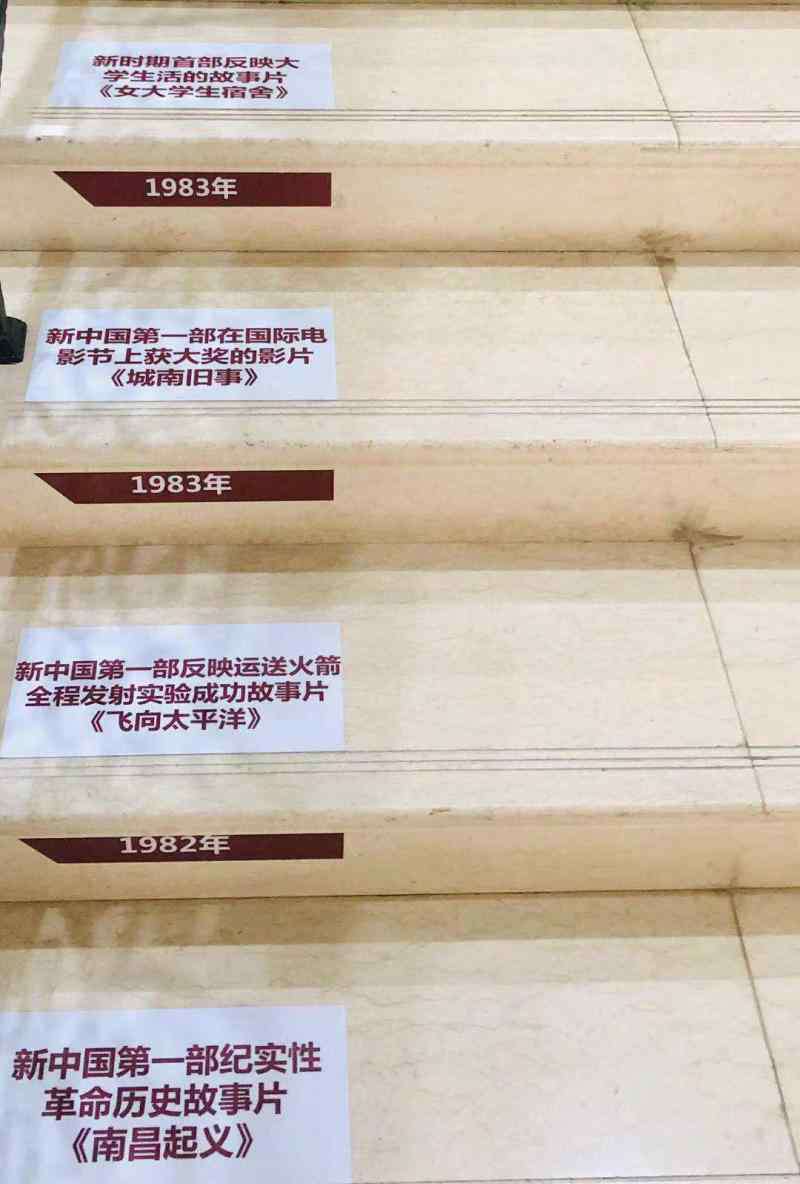 新时期首部反映大
学生活的故事片
《女大学生宿舍》
1983年
新中国第一部在国际电
影节上获大奖的影片
《城南旧事》
1983年
新中国第一部反映运送火箭
全程发射实验成功故事片
《飞向太平洋》
1982年
新中国第一部纪实性
革命历史故事片
《南昌起义》